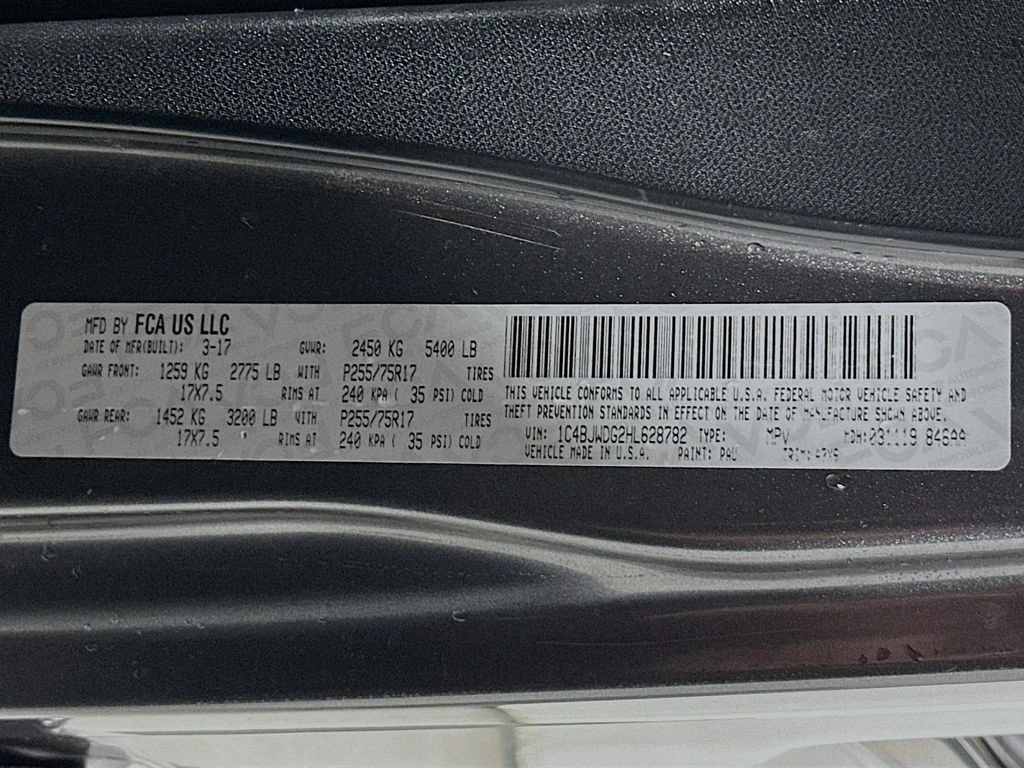 MFD BY FCA US LLC
DATE OF MFR(BUILT): 3-17 GVWR: 2450 KG 5400 LB
GAWR FRONT: 1259 KG 2775 LB WITH P255/75R17 TIRES
17X7.5 RIMS AT 240 KPA ( 35 PSI) COLD
GAWR REAR: 1452 KG 3200 LB WITH P255/75R17 TIRES
17X7.5 RIMS AT 240 KPA ( 35 PSI) COLD
THIS VEHICLE CONFORMS TO ALL APPLICABLE U.S.A. FEDERAL MOTOR VEHICLE SAFETY AND
THEFT PREVENTION STANDARDS IN EFFECT ON THE DATE OF MANUFACTURE SHOWN ABOVE.
VIN: 1C4BJWDG2HL628782 TYPE: MPV MDH: 031119 846AA
VEHICLE MADE IN U.S.A. PAINT: PAU TRIM: